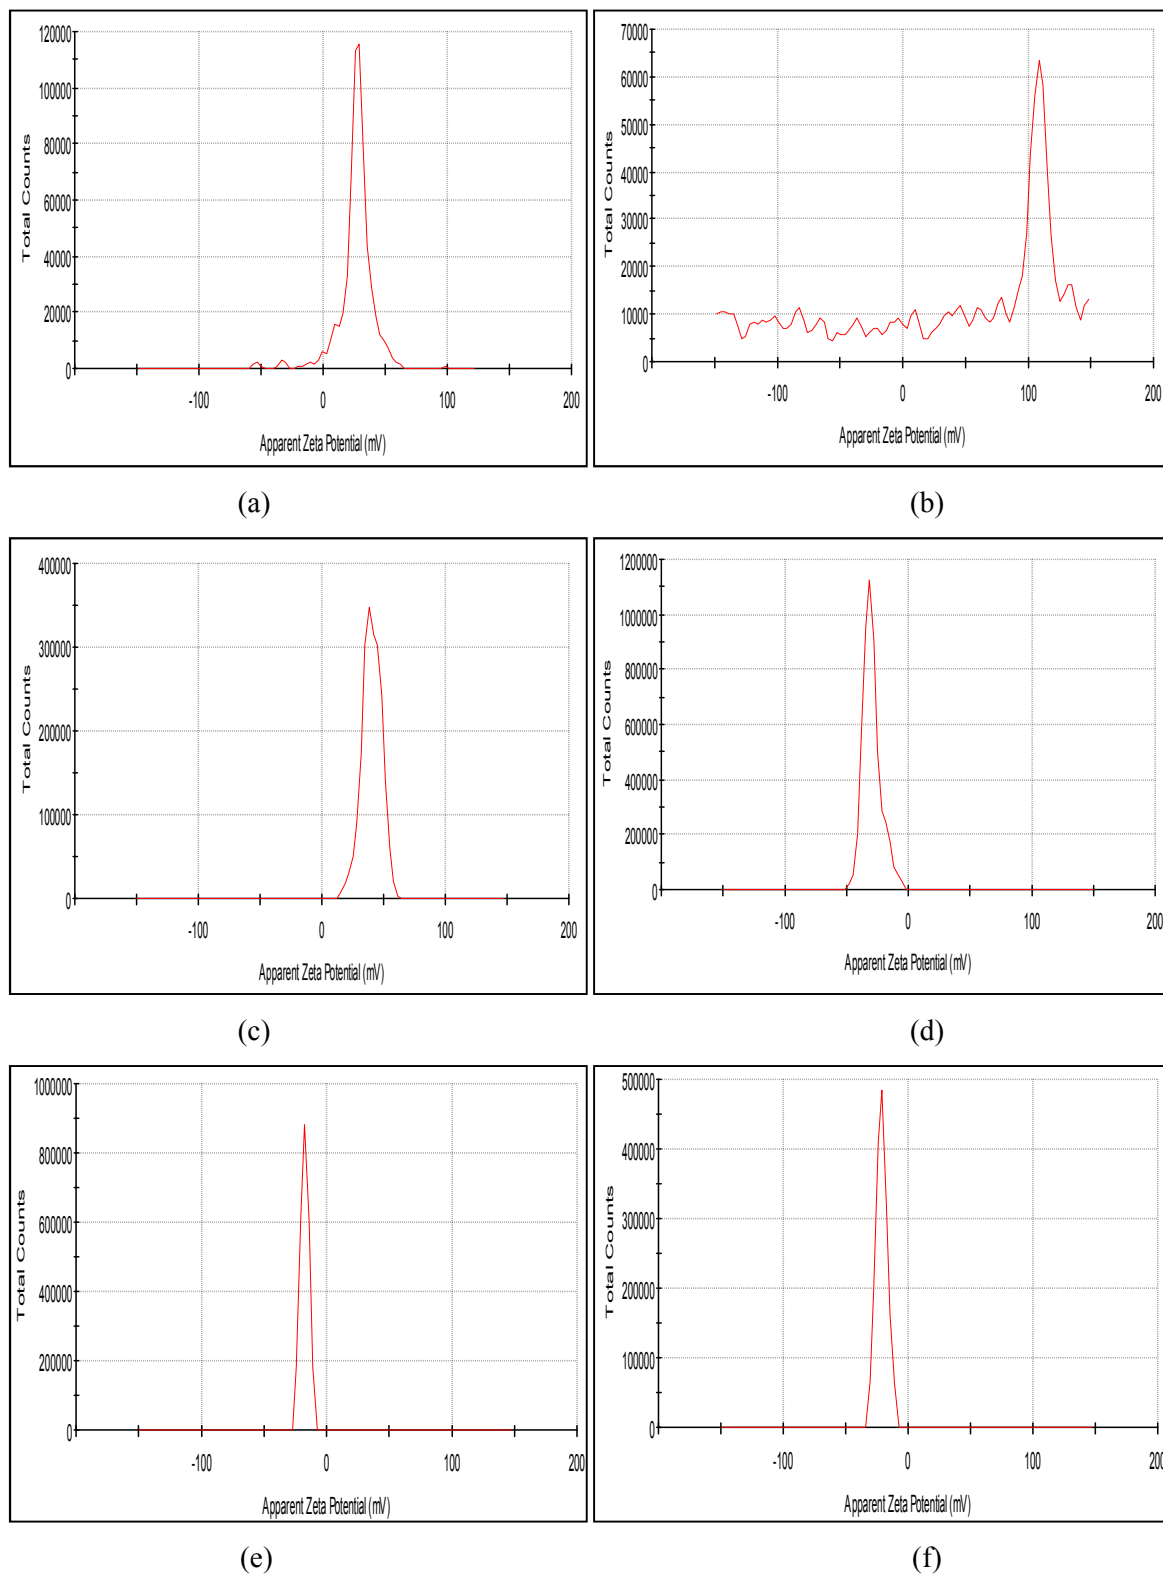 120000
100000
80000
60000
40000
20000
0
Total Counts
-100 0 100 200
Apparent Zeta Potential (mV)
(a)
70000
60000
50000
40000
30000
20000
10000
0
Total Counts
-100 0 100 200
Apparent Zeta Potential (mV)
(b)
400000
300000
200000
100000
0
Total Counts
-100 0 100 200
Apparent Zeta Potential (mV)
(c)
1200000
1000000
800000
600000
400000
200000
0
Total Counts
-100 0 100 200
Apparent Zeta Potential (mV)
(d)
1000000
800000
600000
400000
200000
0
Total Counts
-100 0 100 200
Apparent Zeta Potential (mV)
(e)
500000
400000
300000
200000
100000
0
Total Counts
-100 0 100 200
Apparent Zeta Potential (mV)
(f)